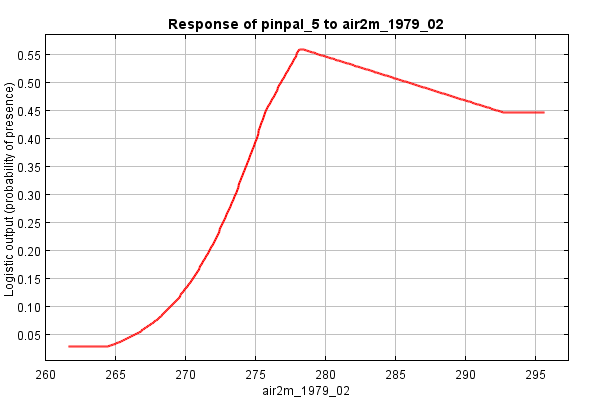 Response of pinpal_5 to air2m_1979_02
Logistic output (probability of presence)
0.55
0.50
0.45
0.40
0.35
0.30
0.25
0.20
0.15
0.10
0.05
260 265 270 275 280 285 290 295
air2m_1979_02